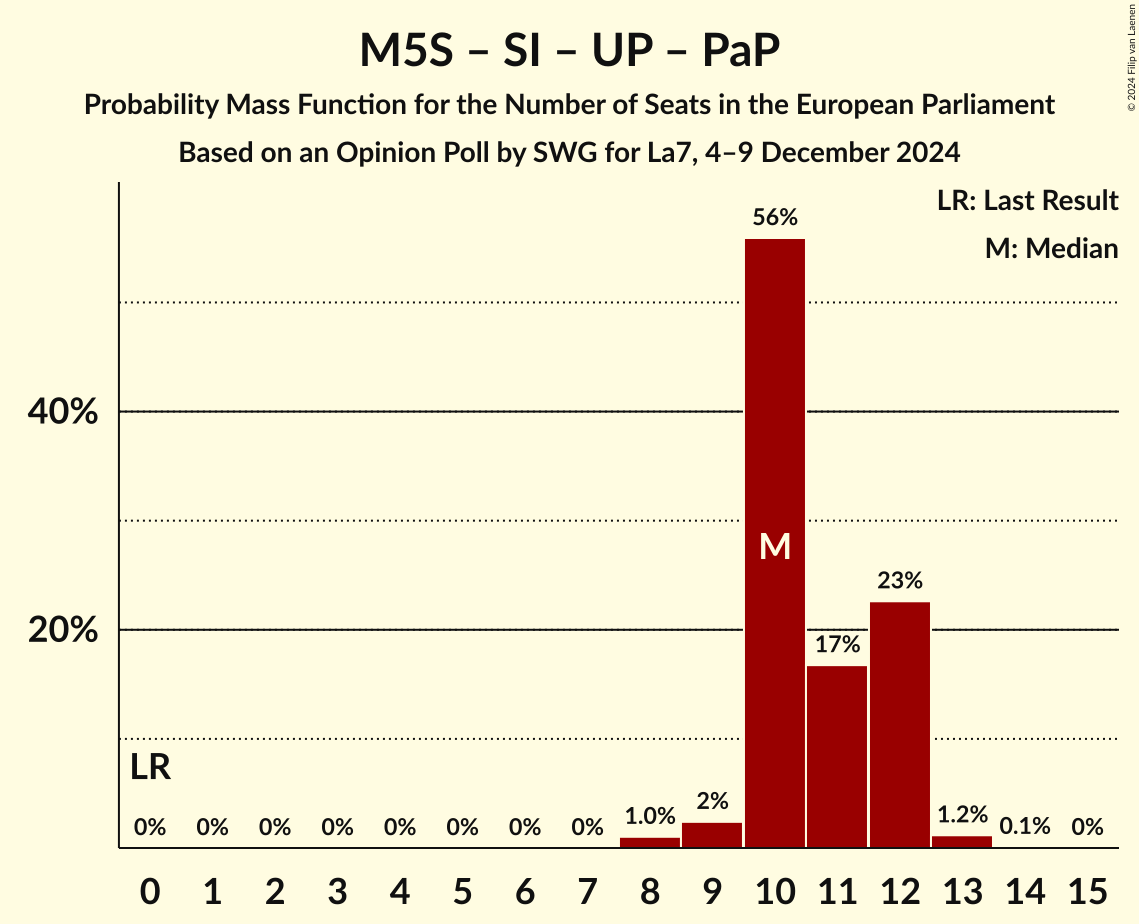 M5S – SI – UP – PaP
Probability Mass Function for the Number of Seats in the European Parliament
Based on an Opinion Poll by SWG for La7, 4–9 December 2024
© 2024 Filip van Laenen
LR: Last Result
M: Median
56%
40%
M
23%
20%
17%
LR
0% 0% 0% 0% 0% 0% 0% 0% 1.0% 2% 1.2% 0.1% 0%
0 1 2 3 4 5 6 7 8 9 10 11 12 13 14 15